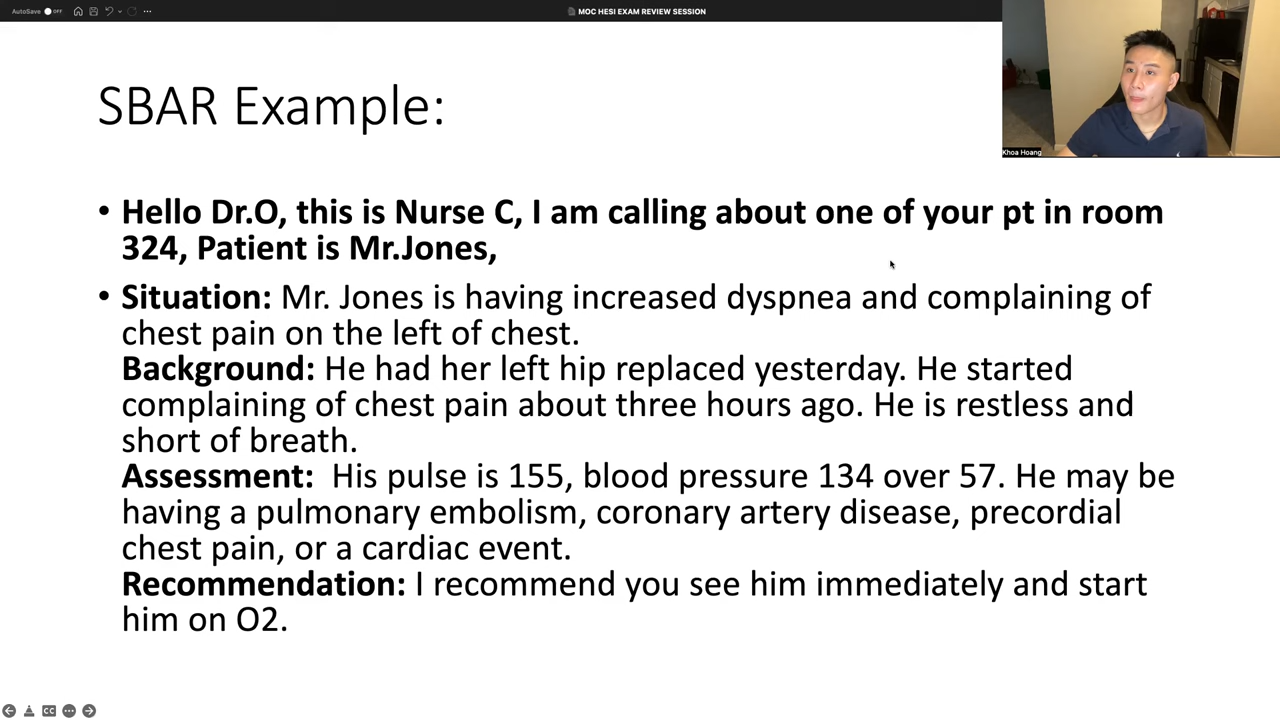 AutoSave OFF
MOC HESI EXAM REVIEW SESSION
Khoa Hoang
SBAR Example:
• Hello Dr.O, this is Nurse C, I am calling about one of your pt in room
324, Patient is Mr.Jones,
• Situation: Mr. Jones is having increased dyspnea and complaining of
chest pain on the left of chest.
Background: He had her left hip replaced yesterday. He started
complaining of chest pain about three hours ago. He is restless and
short of breath.
Assessment: His pulse is 155, blood pressure 134 over 57. He may be
having a pulmonary embolism, coronary artery disease, precordial
chest pain, or a cardiac event.
Recommendation: I recommend you see him immediately and start
him on O2.
CC